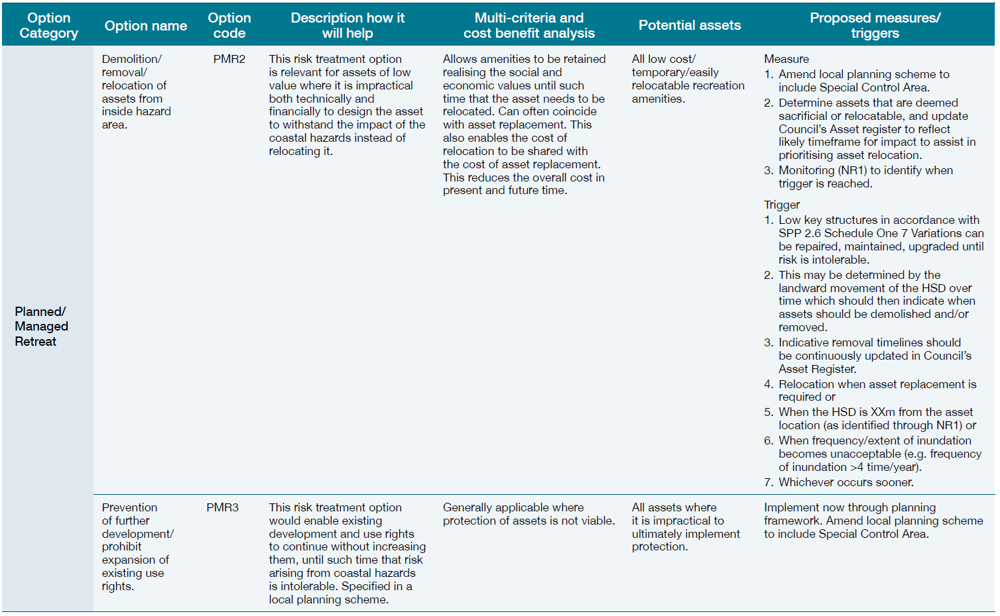 Option
Category
Option name
Option
code
Description how it
will help
Multi-criteria and
cost benefit analysis
Potential assets
Proposed measures/
triggers
Planned/
Managed
Retreat
Demolition/
removal/
relocation of
assets from
inside hazard
area.
PMR2
This risk treatment option
is relevant for assets of low
value where it is impractical
both technically and
financially to design the asset
to withstand the impact of the
coastal hazards instead of
relocating it.
Allows amenities to be retained
realising the social and
economic values until such
time that the asset needs to be
relocated. Can often coincide
with asset replacement. This
also enables the cost of
relocation to be shared with
the cost of asset replacement.
This reduces the overall cost in
present and future time.
All low cost/
temporary/easily
relocatable recreation
amenities.
Measure
1. Amend local planning scheme to
include Special Control Area.
2. Determine assets that are deemed
sacrificial or relocatable, and update
Council’s Asset register to reflect
likely timeframe for impact to assist in
prioritising asset relocation.
3. Monitoring (NR1) to identify when
trigger is reached.
Trigger
1. Low key structures in accordance with
SPP 2.6 Schedule One 7 Variations can
be repaired, maintained, upgraded until
risk is intolerable.
2. This may be determined by the
landward movement of the HSD over
time which should then indicate when
assets should be demolished and/or
removed.
3. Indicative removal timelines should
be continuously updated in Council’s
Asset Register.
4. Relocation when asset replacement is
required or
5. When the HSD is XXm from the asset
location (as identified through NR1) or
6. When frequency/extent of inundation
becomes unacceptable (e.g. frequency
of inundation >4 time/year).
7. Whichever occurs sooner.
Prevention
of further
development/
prohibit
expansion of
existing use
rights.
PMR3
This risk treatment option
would enable existing
development and use rights
to continue without increasing
them, until such time that risk
arising from coastal hazards
is intolerable. Specified in a
local planning scheme.
Generally applicable where
protection of assets is not viable.
All assets where
it is impractical to
ultimately implement
protection.
Implement now through planning
framework. Amend local planning scheme
to include Special Control Area.